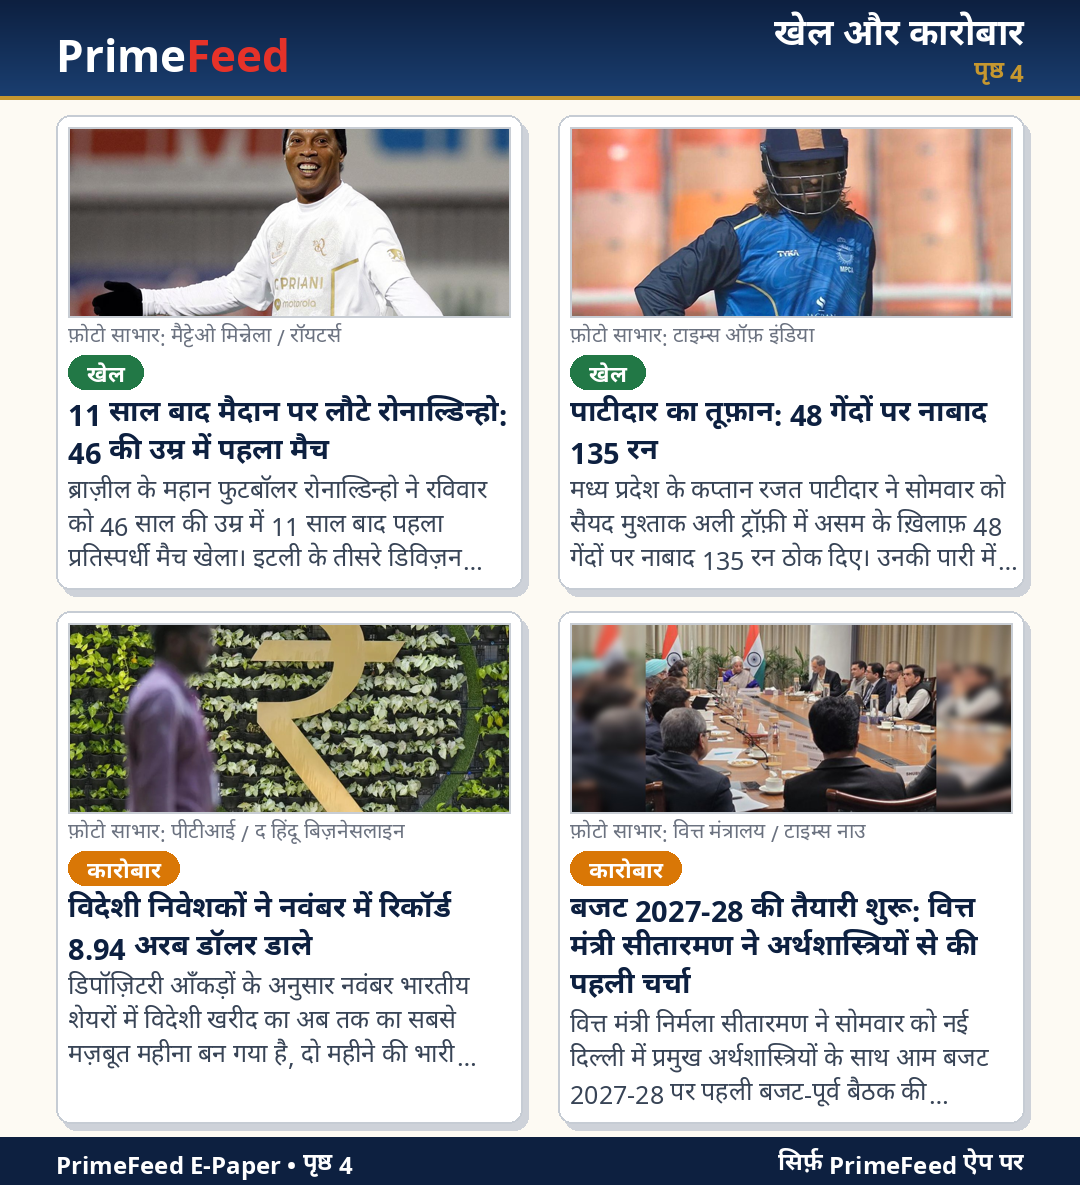 PrimeFeed
खेल और कारोबार
पृष्ठ 4
CIPRIANI
motorola
फ़ोटो साभार: मैट्टेओ मिन्नेला / रॉयटर्स
खेल
11 साल बाद मैदान पर लौटे रोनाल्डिन्हो:
46 की उम्र में पहला मैच
ब्राज़ील के महान फुटबॉलर रोनाल्डिन्हो ने रविवार
को 46 साल की उम्र में 11 साल बाद पहला
प्रतिस्पर्धी मैच खेला। इटली के तीसरे डिविज़न...
TYKA
MPCA
फ़ोटो साभार: टाइम्स ऑफ़ इंडिया
खेल
पाटीदार का तूफ़ान: 48 गेंदों पर नाबाद
135 रन
मध्य प्रदेश के कप्तान रजत पाटीदार ने सोमवार को
सैयद मुश्ताक अली ट्रॉफ़ी में असम के ख़िलाफ़ 48
गेंदों पर नाबाद 135 रन ठोक दिए। उनकी पारी में...
फ़ोटो साभार: पीटीआई / द हिंदू बिज़नेसलाइन
कारोबार
विदेशी निवेशकों ने नवंबर में रिकॉर्ड
8.94 अरब डॉलर डाले
डिपॉज़िटरी आँकड़ों के अनुसार नवंबर भारतीय
शेयरों में विदेशी खरीद का अब तक का सबसे
मज़बूत महीना बन गया है, दो महीने की भारी...
फ़ोटो साभार: वित्त मंत्रालय / टाइम्स नाउ
कारोबार
बजट 2027-28 की तैयारी शुरू: वित्त
मंत्री सीतारमण ने अर्थशास्त्रियों से की
पहली चर्चा
वित्त मंत्री निर्मला सीतारमण ने सोमवार को नई
दिल्ली में प्रमुख अर्थशास्त्रियों के साथ आम बजट
2027-28 पर पहली बजट-पूर्व बैठक की...
PrimeFeed E-Paper • पृष्ठ 4
सिर्फ़ PrimeFeed ऐप पर